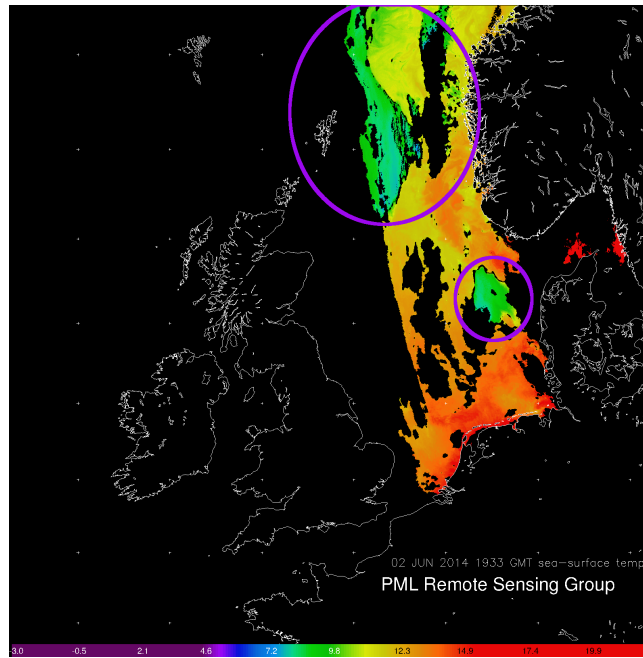 02 JUN 2014 1933 GMT sea-surface temp
PML Remote Sensing Group
-3.0 -0.5 2.1 4.6 7.2 9.8 12.3 14.9 17.4 19.9